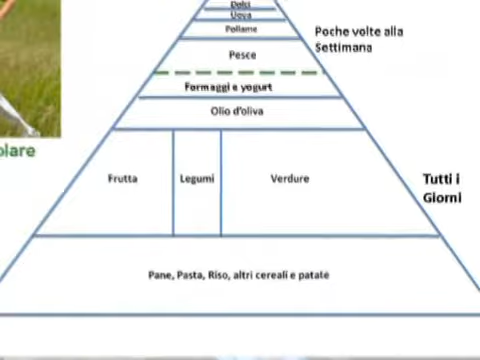 Dolci
Uova
Pollame
Poche volte alla
Settimana
Pesce
Formaggi e yogurt
Olio d'oliva
olare
Frutta
Legumi
Verdure
Tutti i
Giorni
Pane, Pasta, Riso, altri cereali e patate